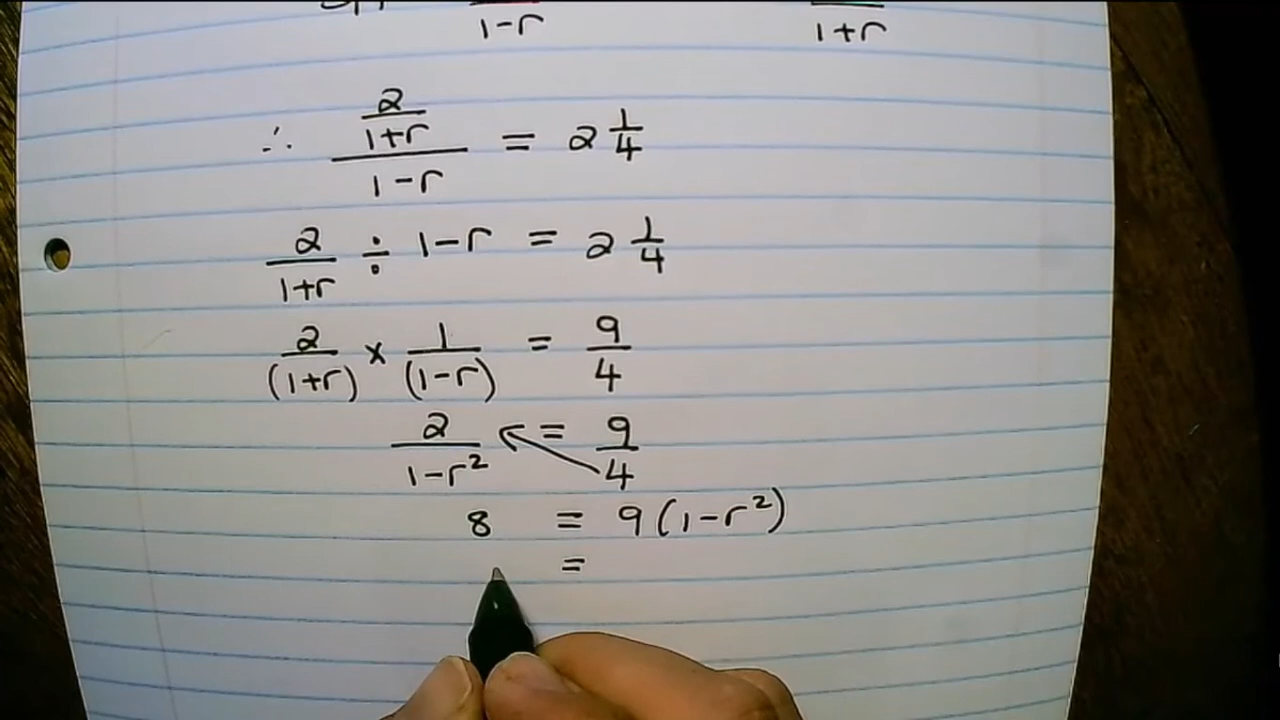 1-r 1+r
∴ 2/(1+r)/1-r = 2 1/4
2/1+r ÷ 1-r = 2 1/4
2/(1+r) × 1/(1-r) = 9/4
2/1-r² = 9/4
8 = 9(1-r²)
=